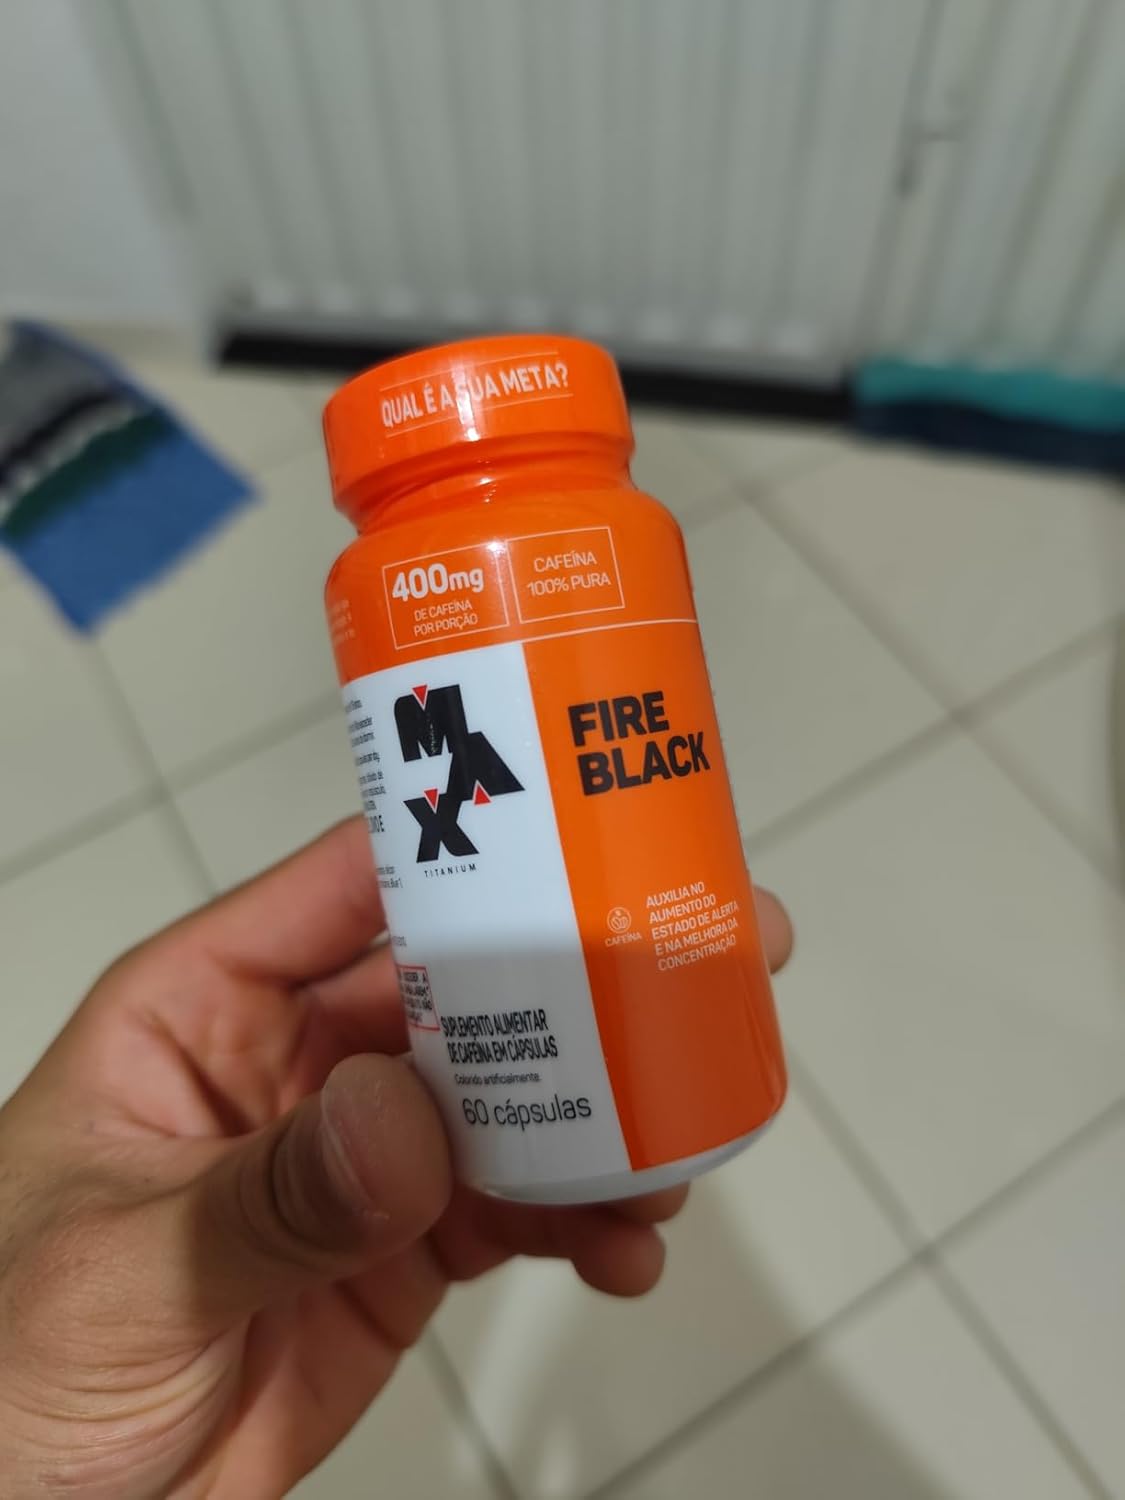 QUAL É A SUA META?
400mg
DE CAFEÍNA
POR PORÇÃO
CAFEÍNA
100% PURA
MAX
TITANIUM
FIRE
BLACK
CAFEÍNA
AUXILIA NO
AUMENTO DO
ESTADO DE ALERTA
E NA MELHORA DA
CONCENTRAÇÃO
SUPLEMENTO ALIMENTAR
DE CAFEÍNA EM CÁPSULAS
Colorido artificialmente
60 cápsulas